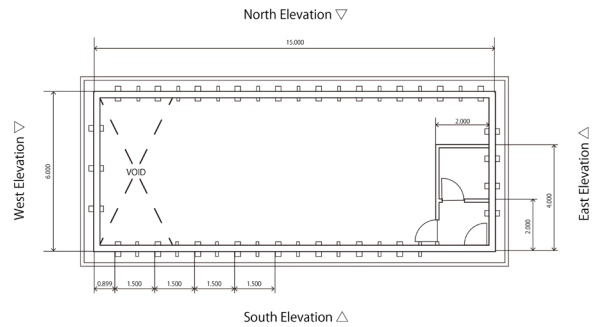 North Elevation ▽
15.000
2.000
West Elevation ▽
6.000
VOID
4.000
2.000
East Elevation △
0.899
1.500
1.500
1.500
1.500
South Elevation △